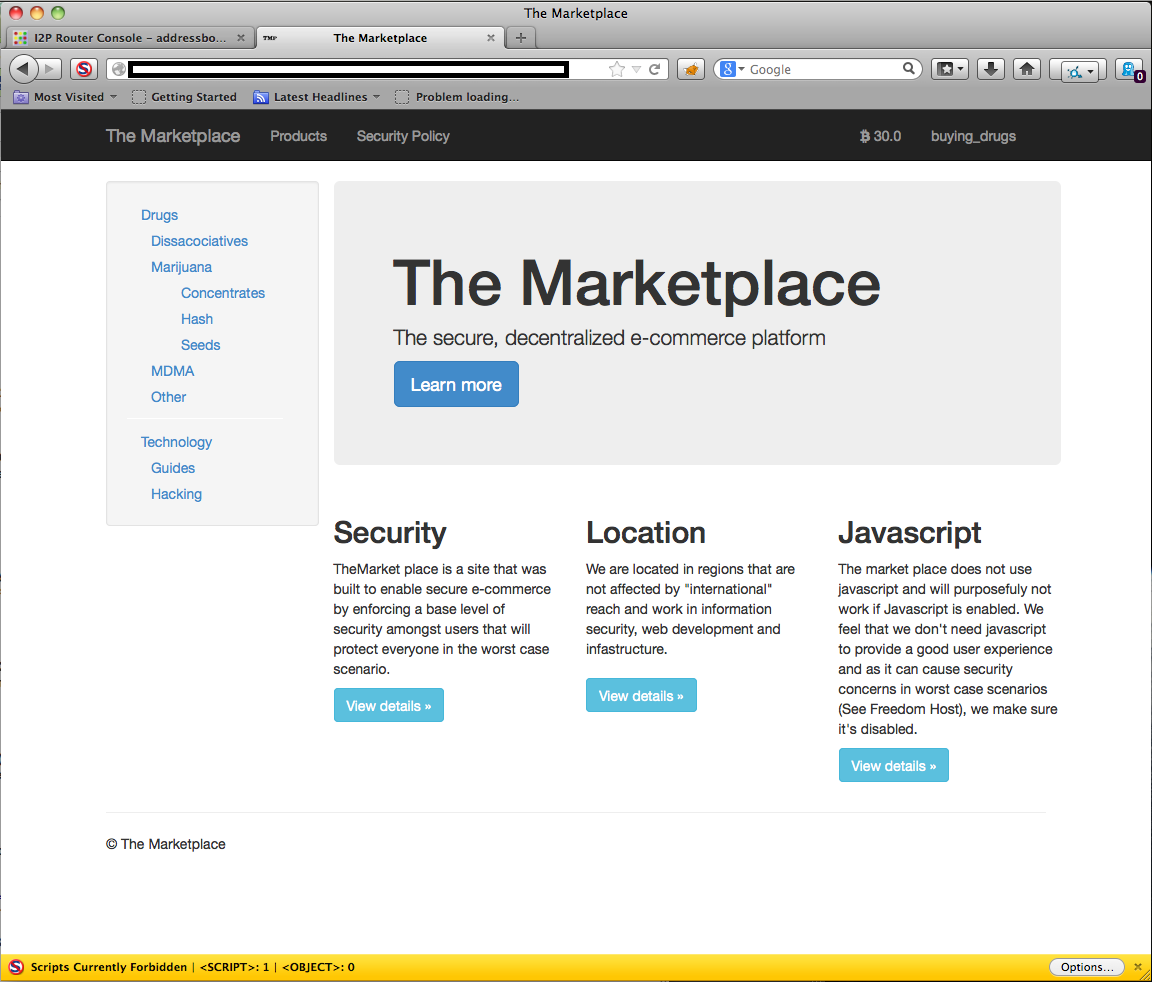 The Marketplace
I2P Router Console – addressbo...
TMP
The Marketplace
Google
0
Most Visited
Getting Started
Latest Headlines
Problem loading...
The Marketplace
Products
Security Policy
฿ 30.0
buying_drugs
Drugs
Dissacociatives
Marijuana
Concentrates
Hash
Seeds
MDMA
Other
Technology
Guides
Hacking
The Marketplace
The secure, decentralized e-commerce platform
Learn more
Security
TheMarket place is a site that was
built to enable secure e-commerce
by enforcing a base level of
security amongst users that will
protect everyone in the worst case
scenario.
View details »
Location
We are located in regions that are
not affected by "international"
reach and work in information
security, web development and
infastructure.
View details »
Javascript
The market place does not use
javascript and will purposefuly not
work if Javascript is enabled. We
feel that we don't need javascript
to provide a good user experience
and as it can cause security
concerns in worst case scenarios
(See Freedom Host), we make sure
it's disabled.
View details »
© The Marketplace
Scripts Currently Forbidden | <SCRIPT>: 1 | <OBJECT>: 0
Options...